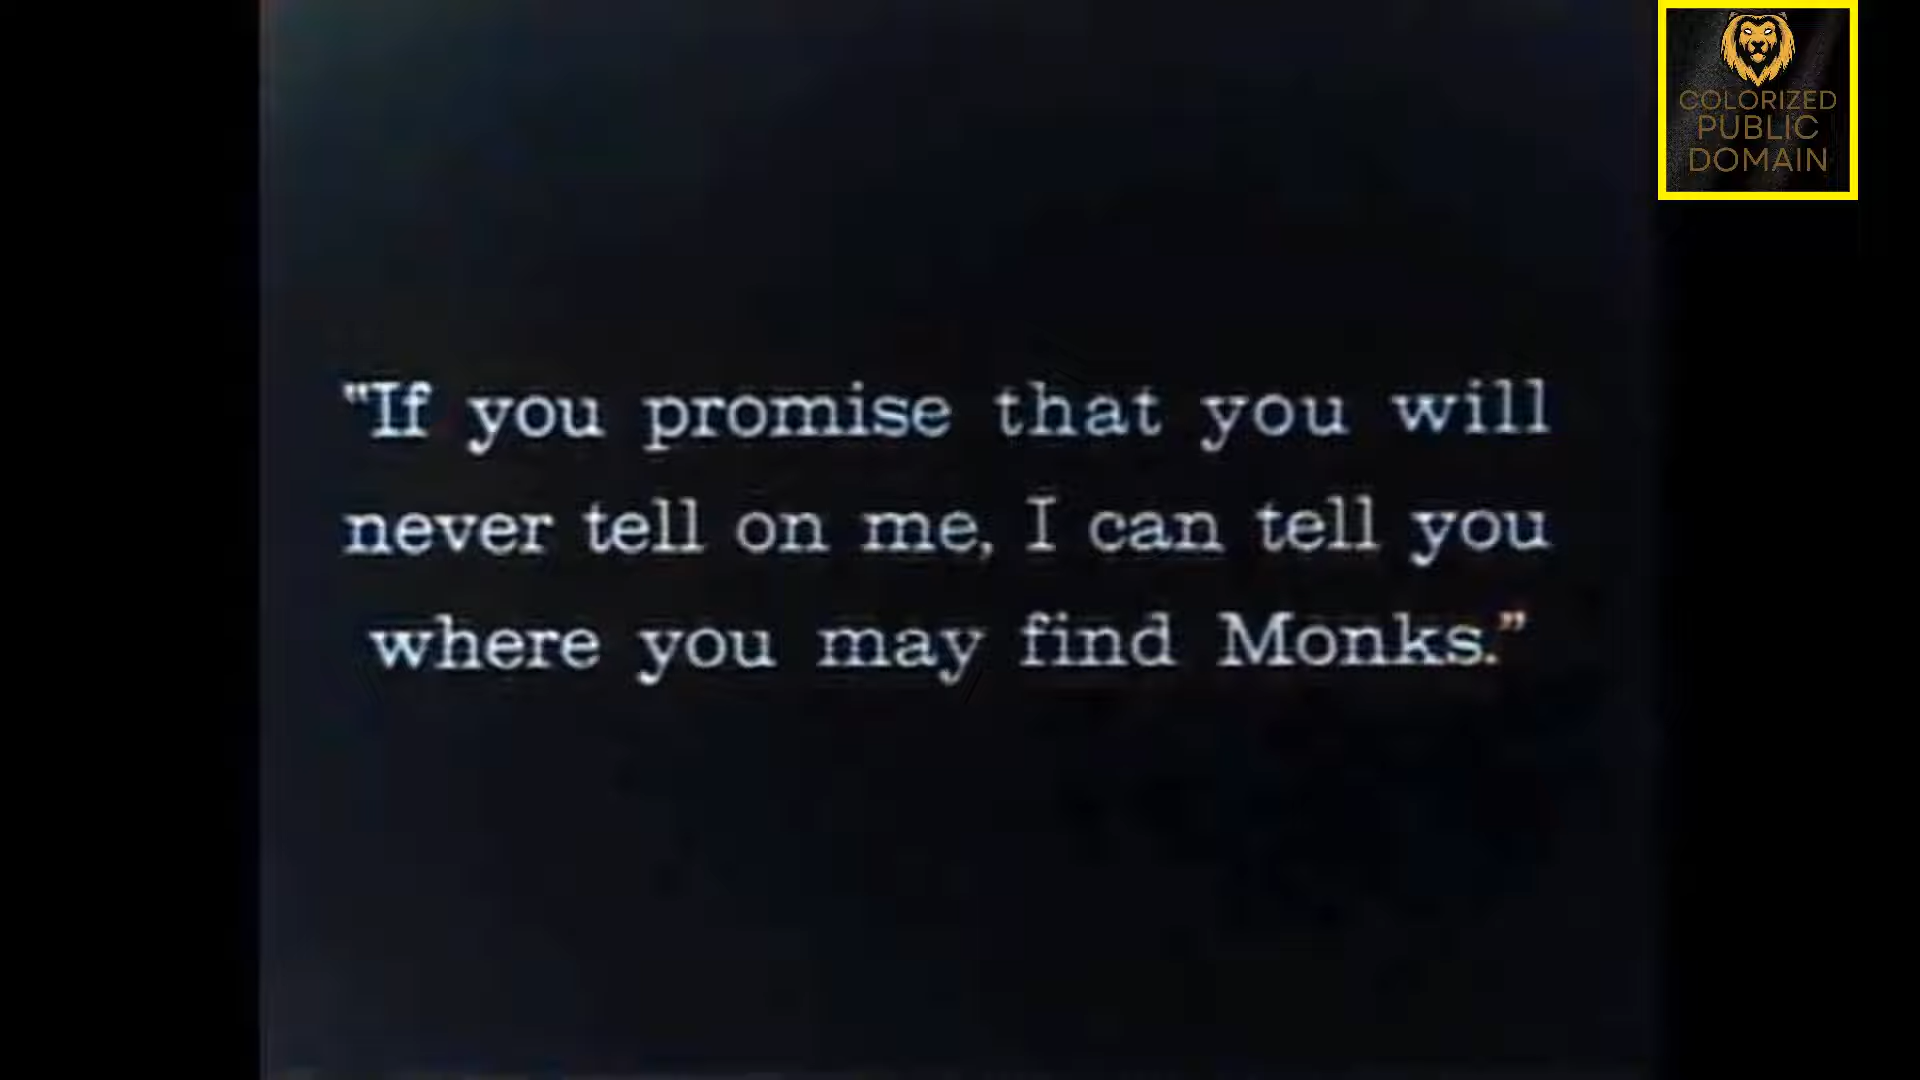 COLORIZED
PUBLIC
DOMAIN
"If you promise that you will
never tell on me, I can tell you
where you may find Monks."